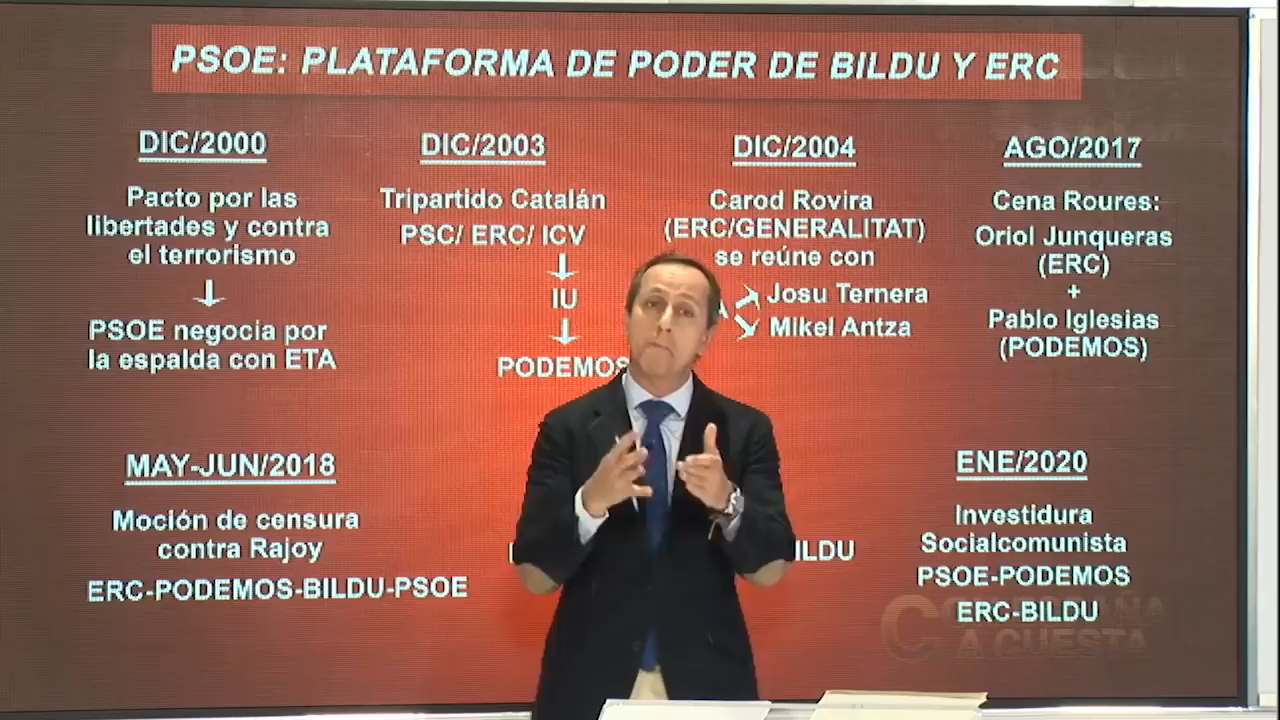 PSOE: PLATAFORMA DE PODER DE BILDU Y ERC
DIC/2000
Pacto por las
libertades y contra
el terrorismo
↓
PSOE negocia por
la espalda con ETA
DIC/2003
Tripartido Catalán
PSC/ ERC/ ICV
↓
IU
↓
PODEMOS
DIC/2004
Carod Rovira
(ERC/GENERALITAT)
se reúne con
Josu Ternera
Mikel Antza
AGO/2017
Cena Roures:
Oriol Junqueras
(ERC)
+
Pablo Iglesias
(PODEMOS)
MAY-JUN/2018
Moción de censura
contra Rajoy
ERC-PODEMOS-BILDU-PSOE
ILDU
ENE/2020
Investidura
Socialcomunista
PSOE-PODEMOS
ERC-BILDU
A CUESTA